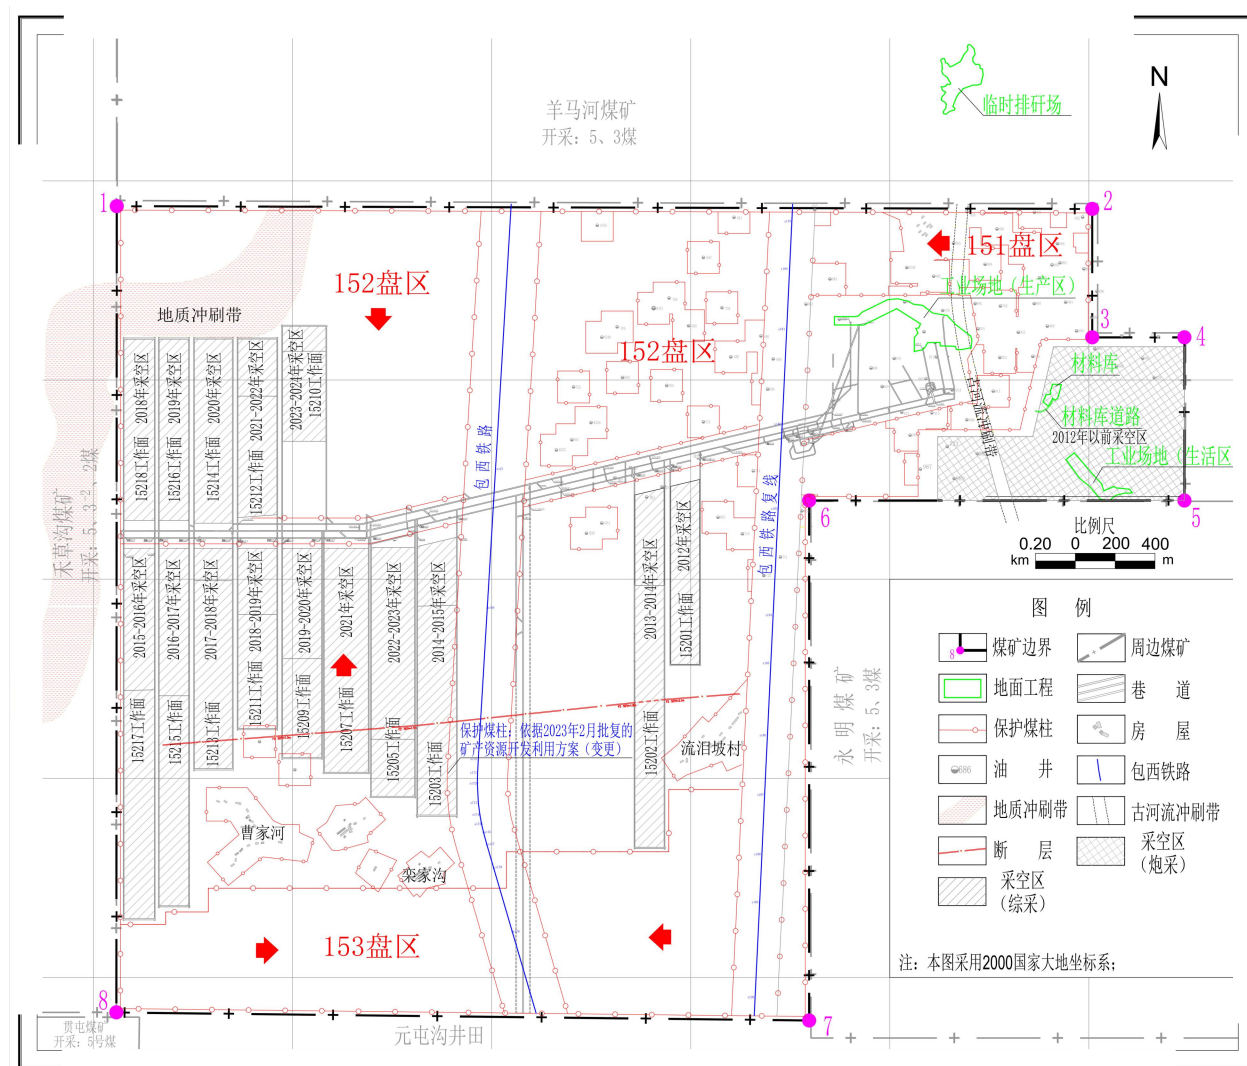 N
临时排矸场
羊马河煤矿
开采：5、3煤
1
2
151盘区
152盘区
工业场地（生产区）
地质冲刷带
3
4
152盘区
材料库
材料库道路
2012年以前采空区
工业场地（生活区
古河流冲刷带
15218工作面 2018年采空区
15216工作面 2019年采空区
15214工作面 2020年采空区
15212工作面 2021-2022年采空区
2023-2024年采空区
15210工作面
包西铁路
包西铁路复线
禾草沟煤矿
开采：5、3⁻²、2煤
6
5
比例尺
0.20 0 200 400
km m
15217工作面 2015-2016年采空区
15215工作面 2016-2017年采空区
15213工作面 2017-2018年采空区
15211工作面 2018-2019年采空区
15209工作面 2019-2020年采空区
15207工作面 2021年采空区
15205工作面 2022-2023年采空区
15203工作面 2014-2015年采空区
15202工作面 2013-2014年采空区
15201工作面 2012年采空区
永明煤矿
开采：5、3煤
保护煤柱：依据2023年2月批复的
矿产资源开发利用方案（变更）
流泪坡村
曹家河
栾家沟
153盘区
图 例
8
煤矿边界
周边煤矿
地面工程
巷 道
保护煤柱
房 屋
686
油 井
包西铁路
地质冲刷带
古河流冲刷带
断 层
采空区
（炮采）
采空区
（综采）
注：本图采用2000国家大地坐标系；
8
7
贯屯煤矿
开采：5号煤
元屯沟井田